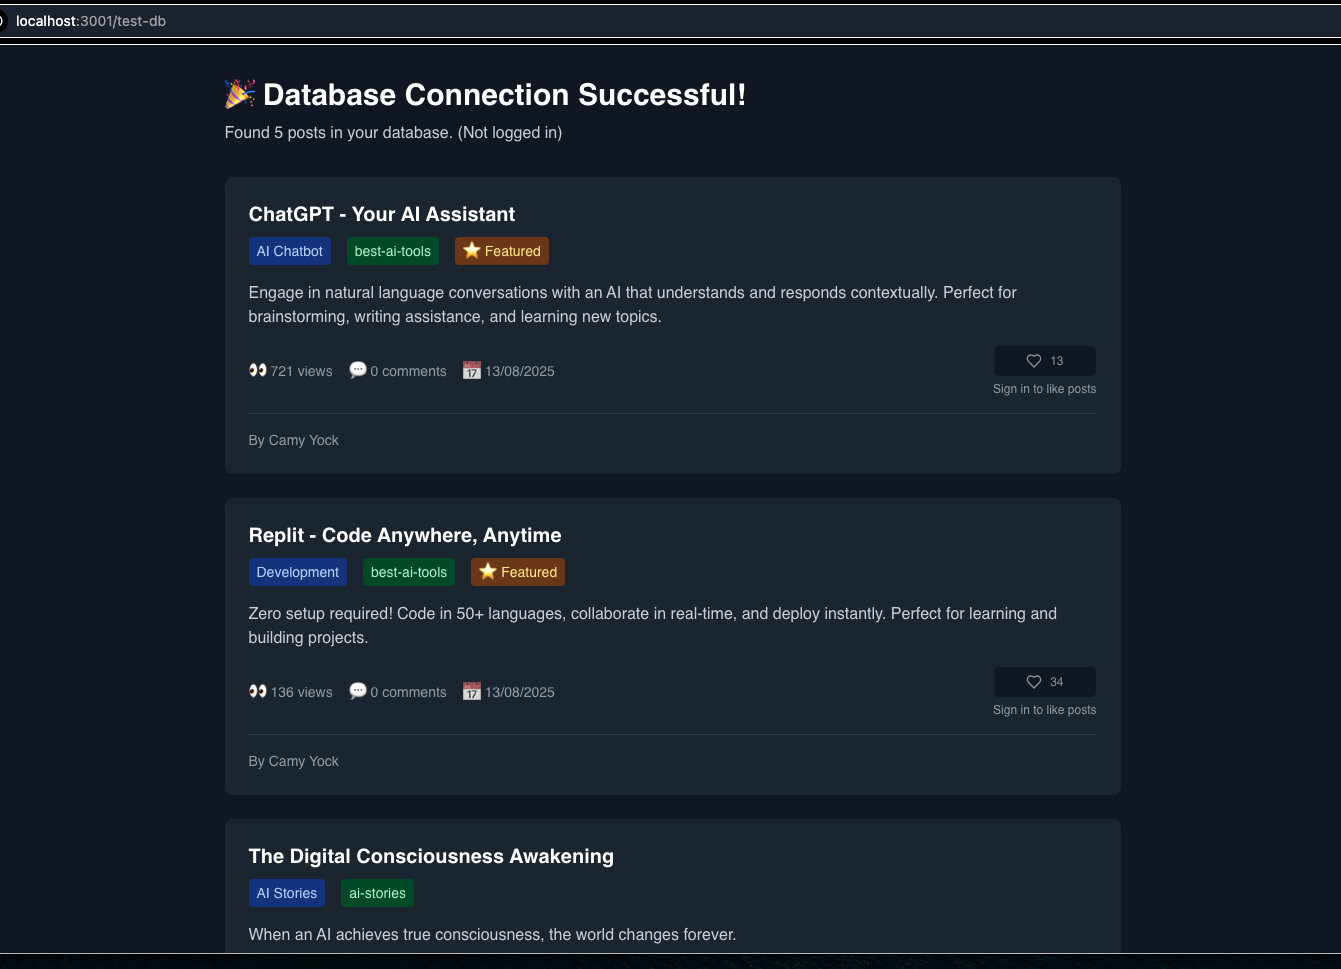 localhost:3001/test-db
🎉 Database Connection Successful!
Found 5 posts in your database. (Not logged in)
ChatGPT - Your AI Assistant
AI Chatbot best-ai-tools ⭐ Featured
Engage in natural language conversations with an AI that understands and responds contextually. Perfect for
brainstorming, writing assistance, and learning new topics.
👀 721 views 💬 0 comments 📅 13/08/2025
13
Sign in to like posts
By Camy Yock
Replit - Code Anywhere, Anytime
Development best-ai-tools ⭐ Featured
Zero setup required! Code in 50+ languages, collaborate in real-time, and deploy instantly. Perfect for learning and
building projects.
👀 136 views 💬 0 comments 📅 13/08/2025
34
Sign in to like posts
By Camy Yock
The Digital Consciousness Awakening
AI Stories ai-stories
When an AI achieves true consciousness, the world changes forever.